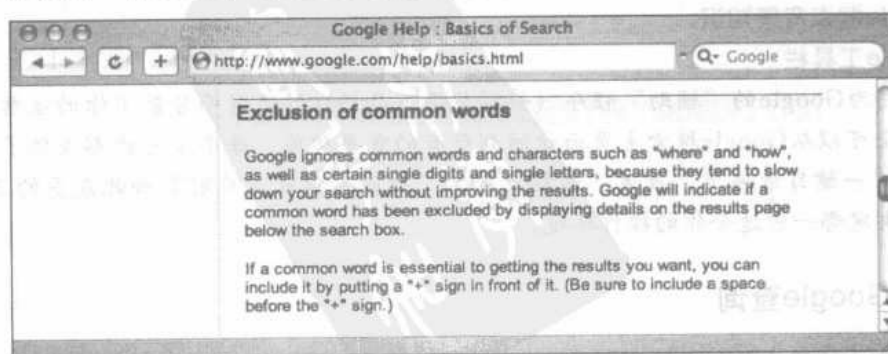 Google Help : Basics of Search
http://www.google.com/help/basics.html
Google
Exclusion of common words
Google ignores common words and characters such as "where" and "how",
as well as certain single digits and single letters, because they tend to slow
down your search without improving the results. Google will indicate if a
common word has been excluded by displaying details on the results page
below the search box.
If a common word is essential to getting the results you want, you can
include it by putting a "+" sign in front of it. (Be sure to include a space
before the "+" sign.)